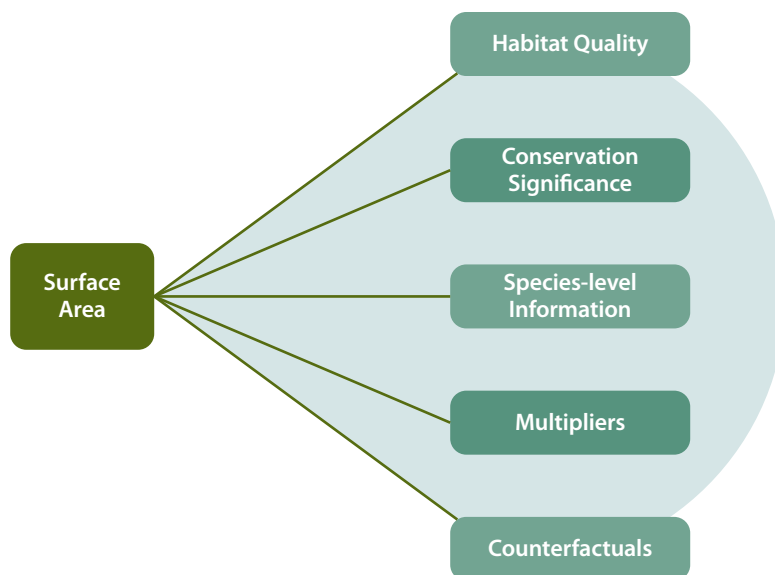 Habitat Quality
Conservation
Significance
Surface
Area
Species-level
Information
Multipliers
Counterfactuals